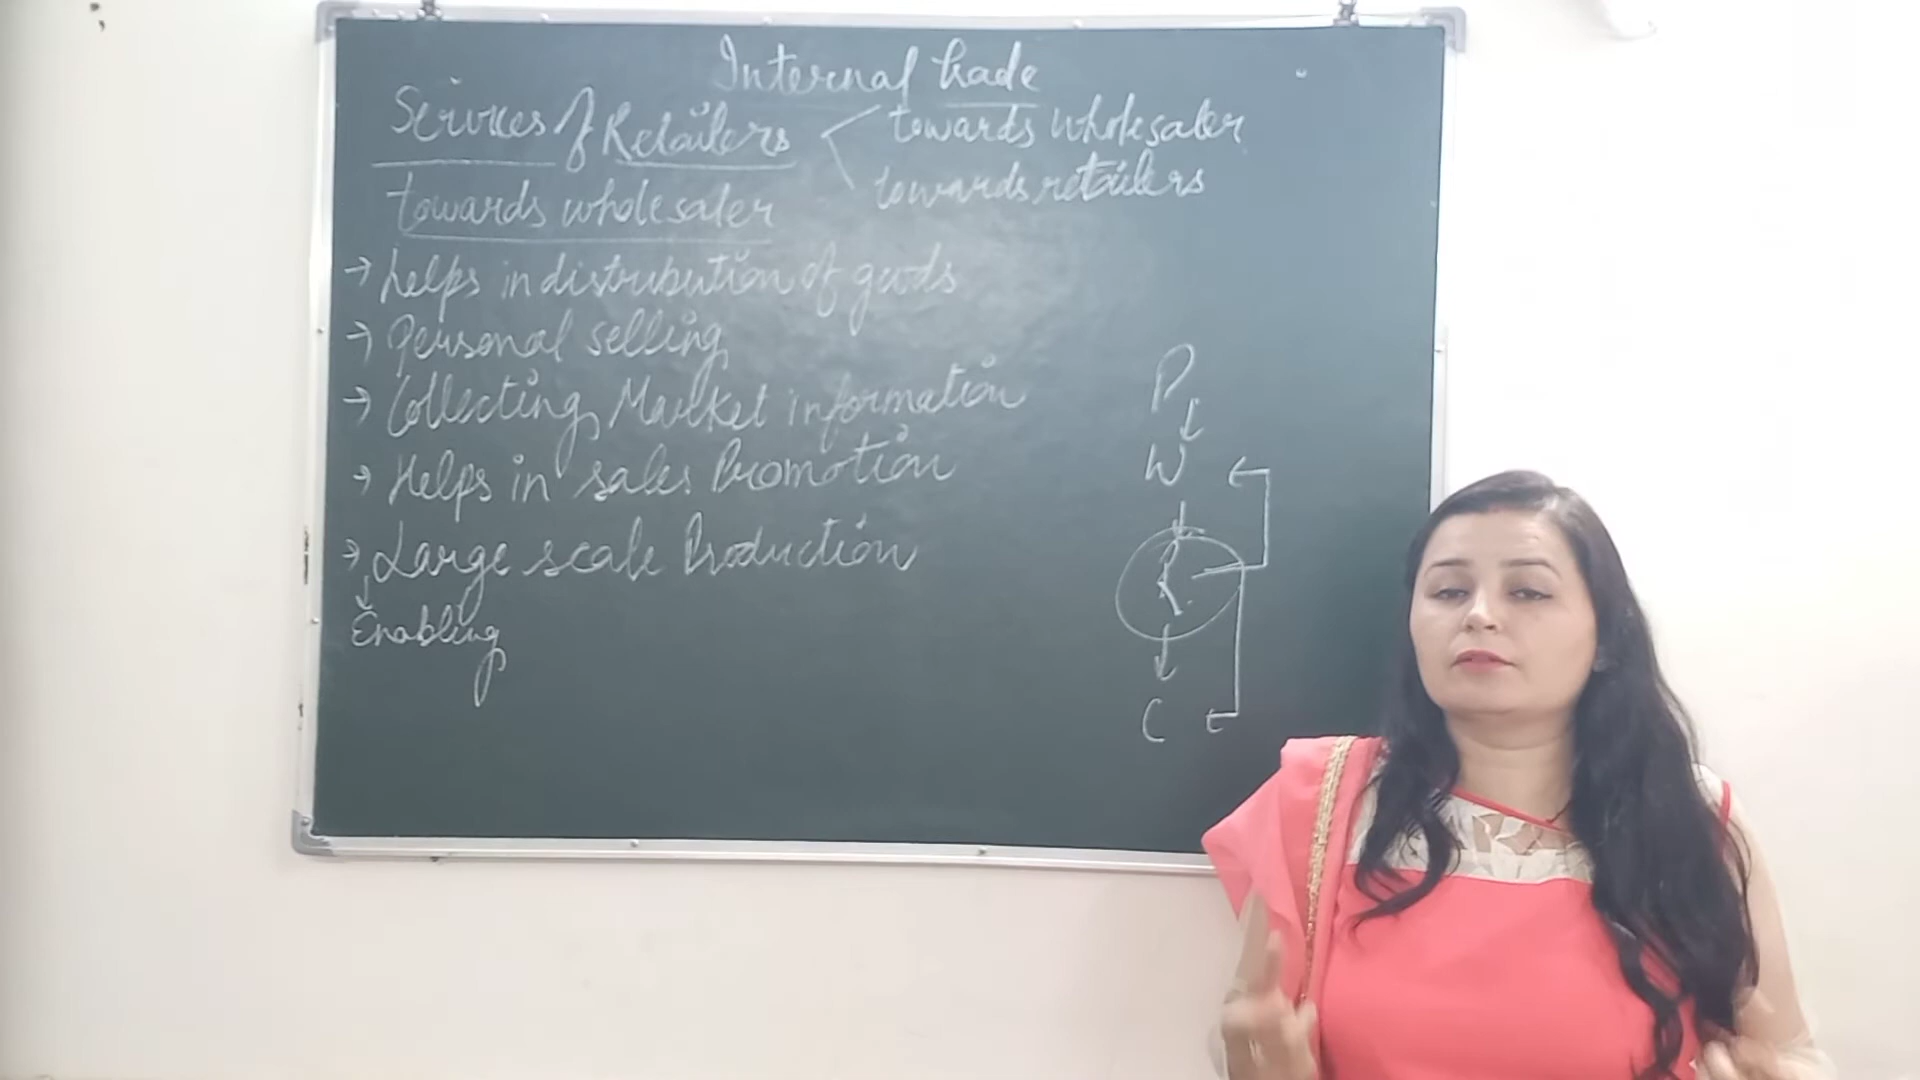 Internal trade
Services of Retailers
towards wholesaler
towards retailers
towards wholesaler
→ helps in distribution of goods
→ Personal selling
→ Collecting Market information
→ Helps in sales Promotion
→ Large scale Production
↓
Enabling
P
↓
W
↓
R
↓
C